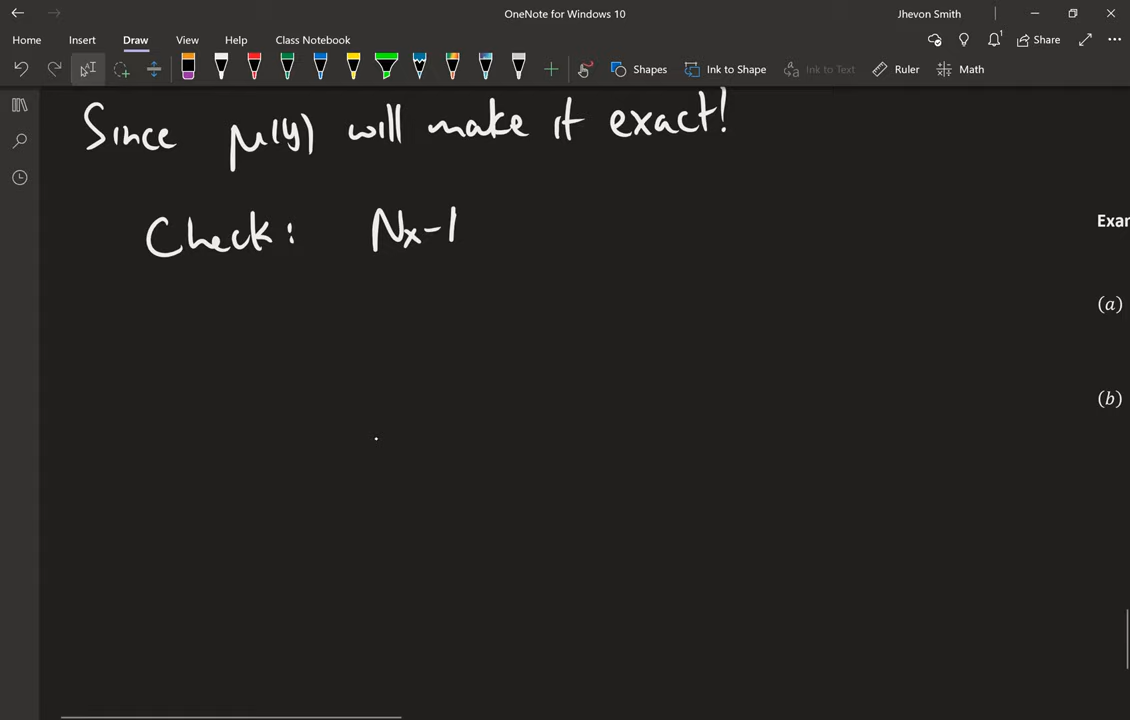 OneNote for Windows 10
Jhevon Smith
Home Insert Draw View Help Class Notebook
Share
Shapes Ink to Shape Ink to Text Ruler Math
Since μ(y) will make it exact!
Check: Nx-1
Exar
(a)
(b)